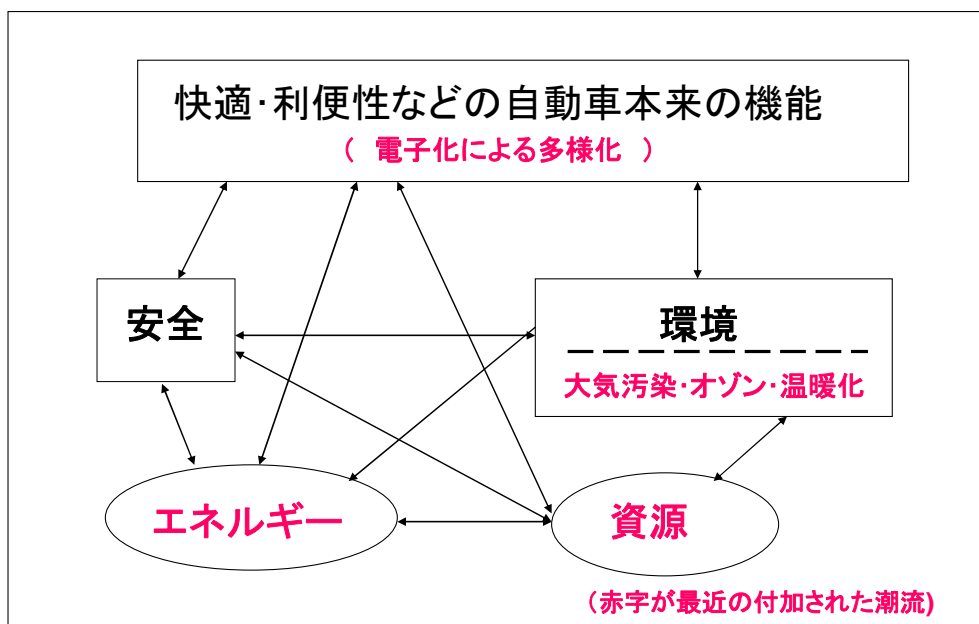 快適･利便性などの自動車本来の機能
（　電子化による多様化　）
安全
環境
大気汚染･オゾン･温暖化
エネルギー
資源
（赤字が最近の付加された潮流)